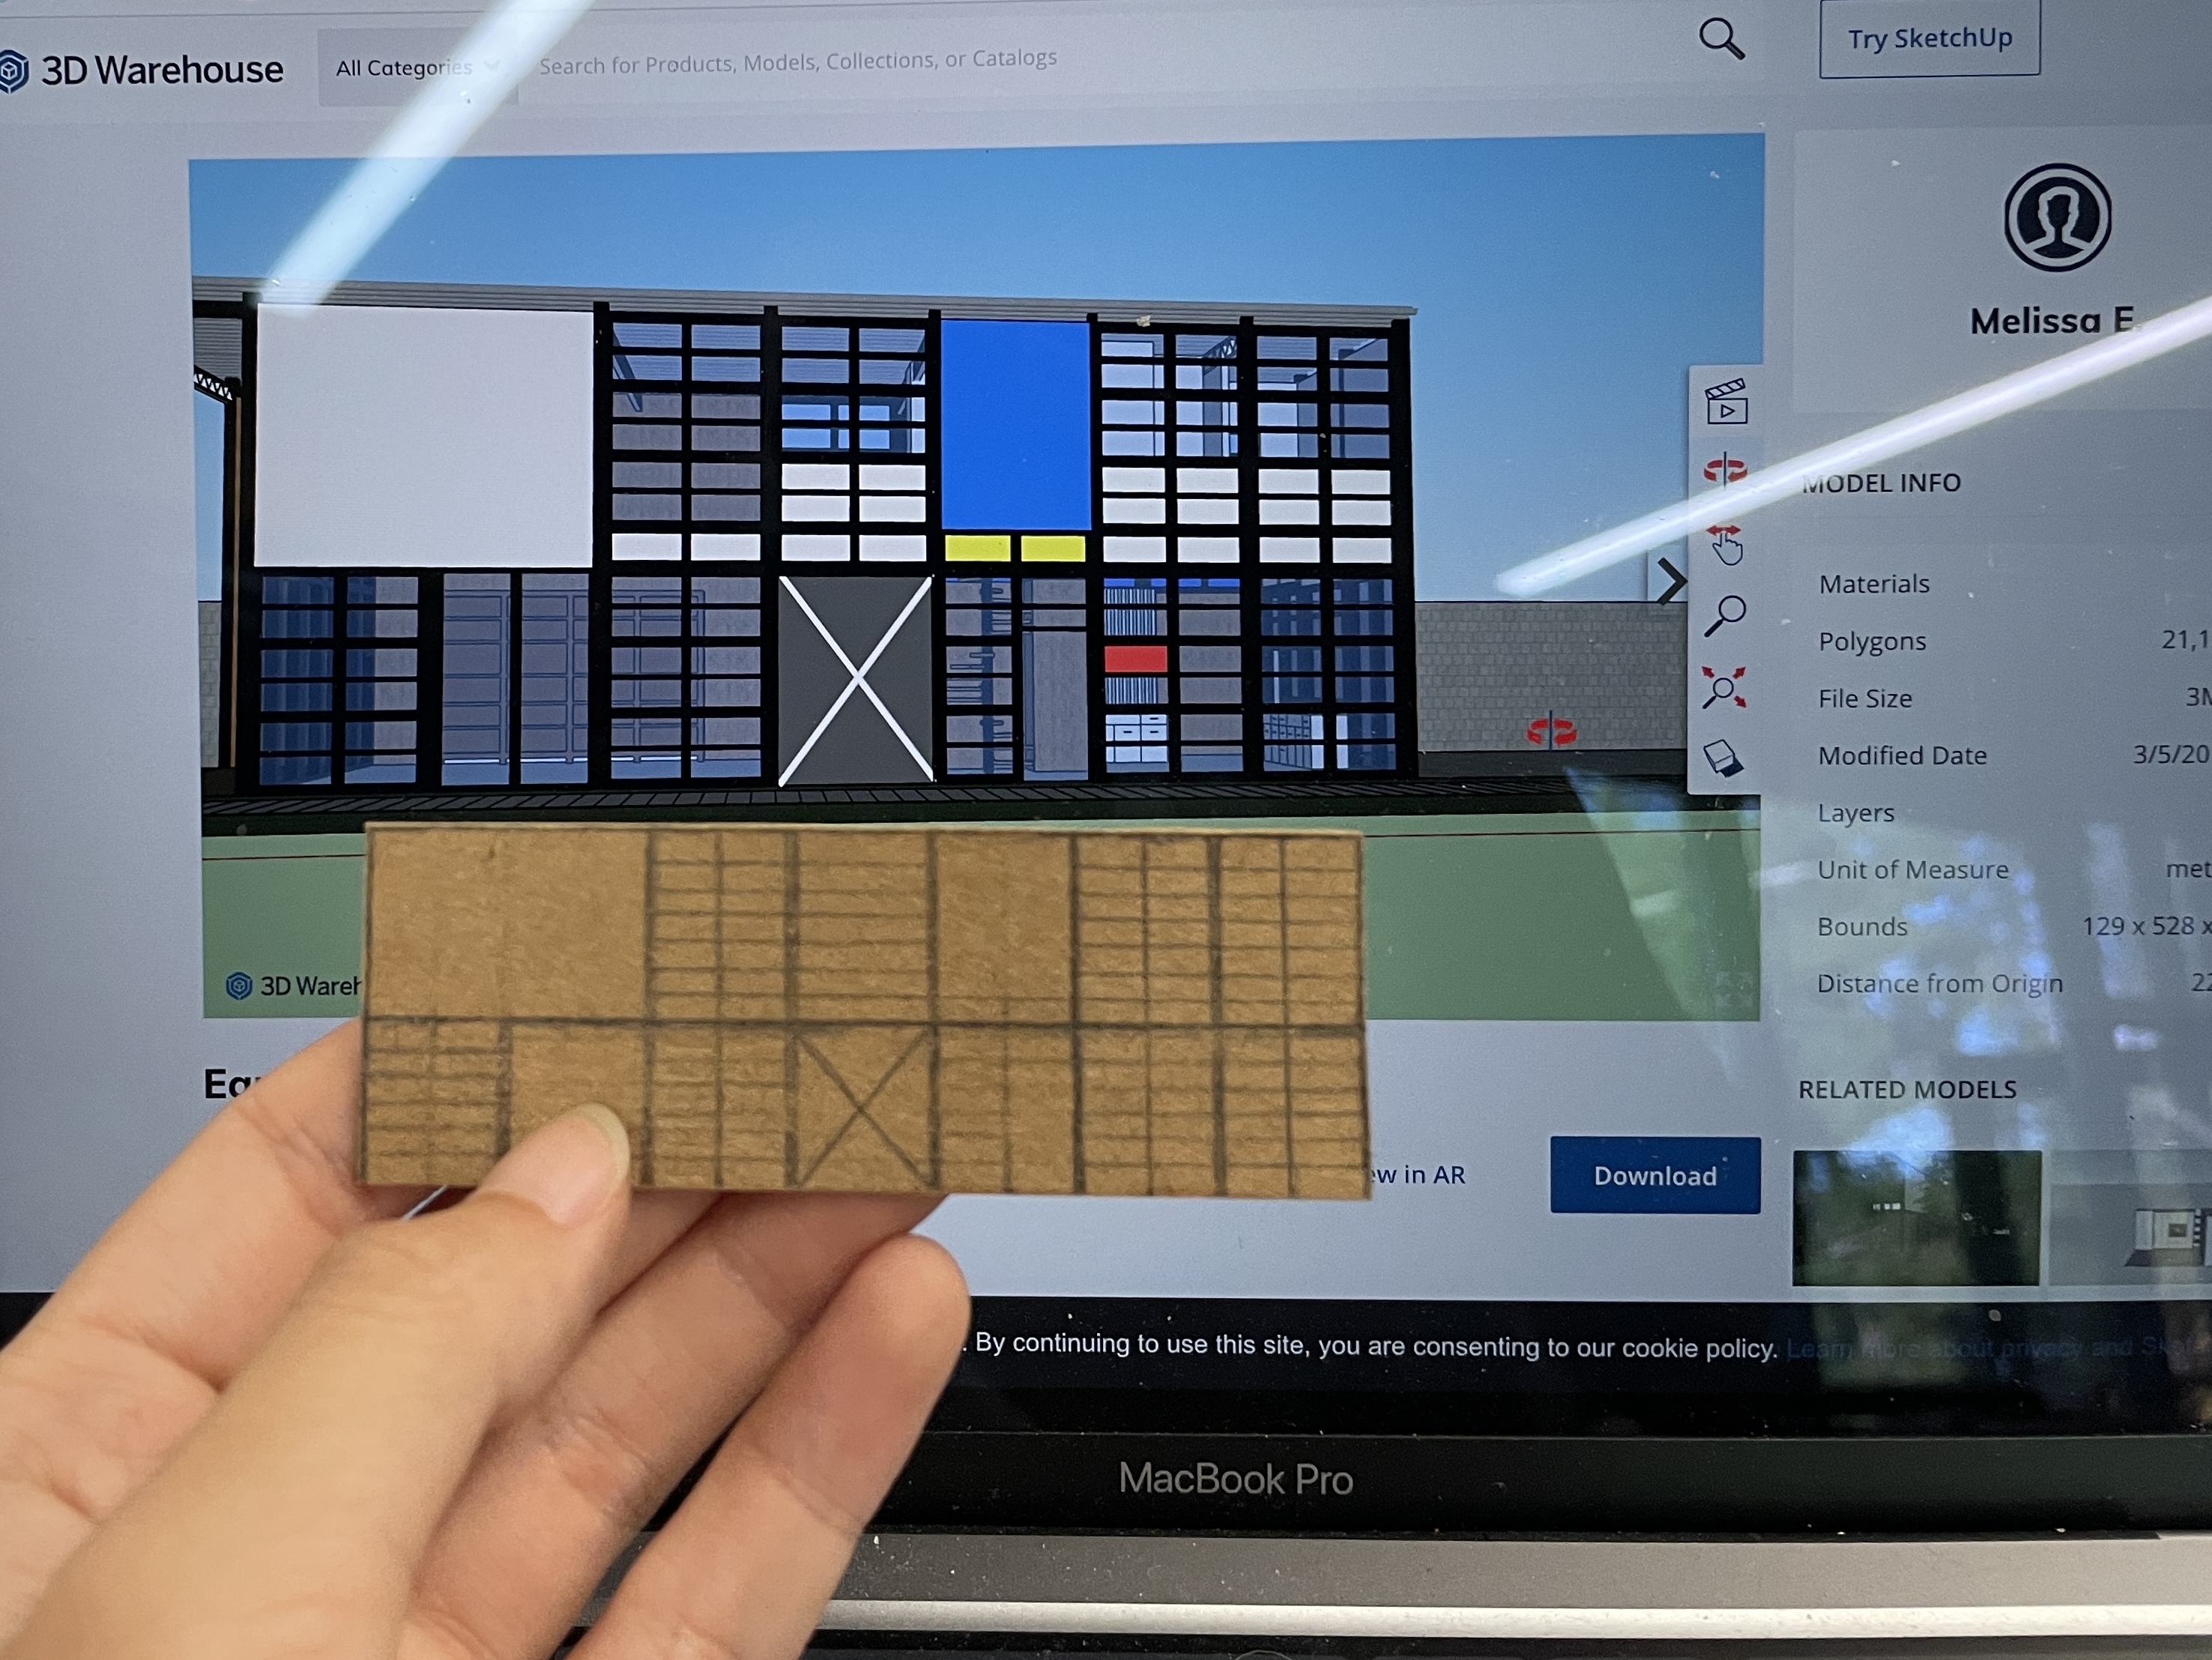 3D Warehouse
All Categories
Search for Products, Models, Collections, or Catalogs
Try SketchUp
Melissa E.
MODEL INFO
Materials
Polygons 21,1
File Size 3M
Modified Date 3/5/20
Layers
Unit of Measure met
Bounds 129 x 528 x
Distance from Origin 22
3D Wareh
Ea
ew in AR
Download
RELATED MODELS
. By continuing to use this site, you are consenting to our cookie policy. Learn more about privacy and Sk
MacBook Pro